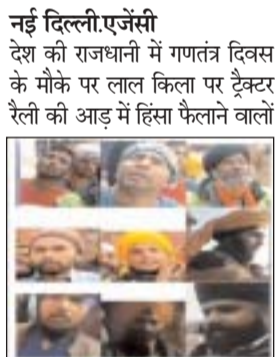 नई दिल्ली.एजेंसी
देश की राजधानी में गणतंत्र दिवस
के मौके पर लाल किला पर ट्रैक्टर
रैली की आड़ में हिंसा फैलाने वालों